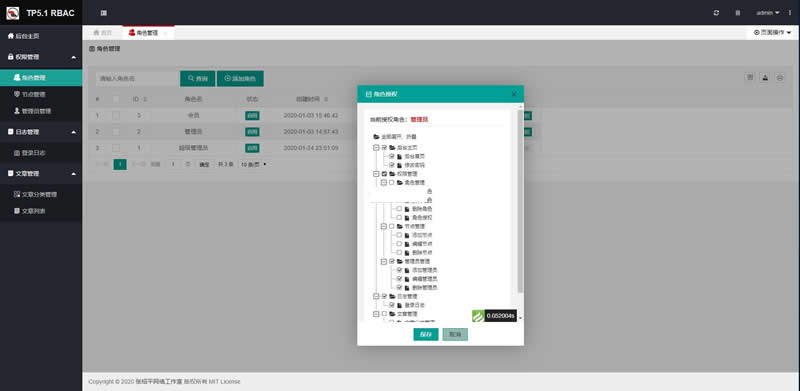 TP5.1 RBAC
admin
后台主页
首页
角色管理
页面操作
权限管理
角色管理
角色管理
节点管理
管理员管理
日志管理
登录日志
文章管理
文章分类管理
文章列表
请输入角色名
查询
添加角色
# ID 角色名 状态 创建时间
1 3 会员 启用 2020-01-03 15:46:42
2 2 管理员 启用 2020-01-03 14:57:43
3 1 超级管理员 启用
1 到第 1 页 确定 共 3 条 10 条/页
角色授权
当前授权角色：管理员
全部展开、折叠
后台主页
后台首页
修改密码
权限管理
角色管理
色
色
删除角色
角色授权
节点管理
添加节点
编辑节点
删除节点
管理员管理
添加管理员
编辑管理员
删除管理员
日志管理
登录日志
文章管理
0.052004s
保存
取消
Copyright © 2020 张绍平网络工作室 版权所有 MIT License